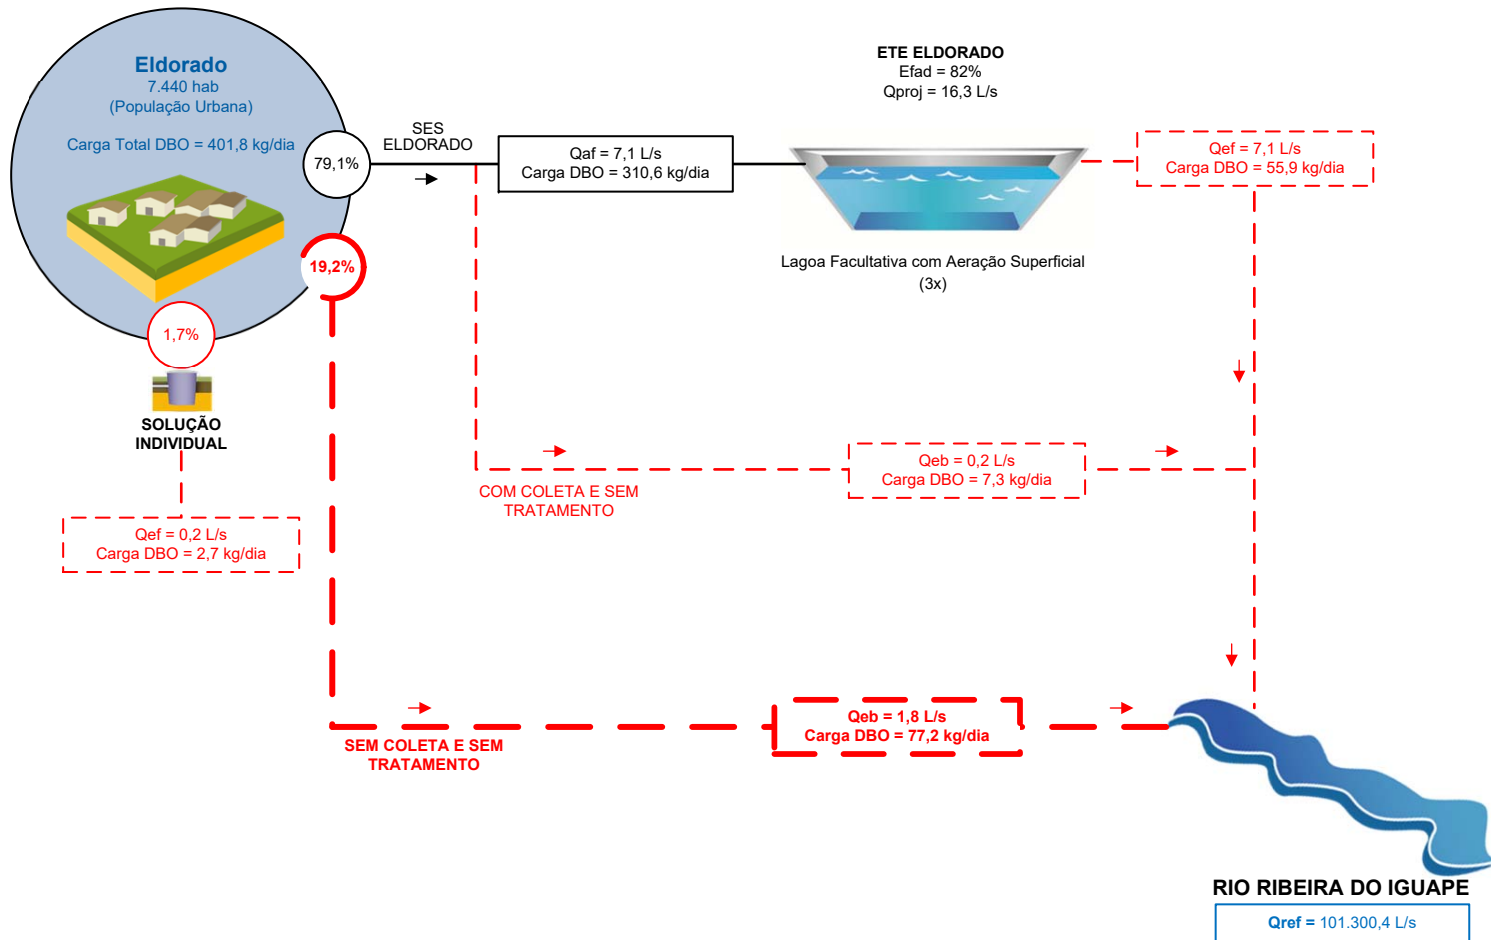 Eldorado
7.440 hab
(População Urbana)
Carga Total DBO = 401,8 kg/dia
79,1%
19,2%
1,7%
SOLUÇÃO
INDIVIDUAL
Qef = 0,2 L/s
Carga DBO = 2,7 kg/dia
SES
ELDORADO
Qaf = 7,1 L/s
Carga DBO = 310,6 kg/dia
ETE ELDORADO
Efad = 82%
Qproj = 16,3 L/s
Lagoa Facultativa com Aeração Superficial
(3x)
Qef = 7,1 L/s
Carga DBO = 55,9 kg/dia
COM COLETA E SEM
TRATAMENTO
Qeb = 0,2 L/s
Carga DBO = 7,3 kg/dia
SEM COLETA E SEM
TRATAMENTO
Qeb = 1,8 L/s
Carga DBO = 77,2 kg/dia
RIO RIBEIRA DO IGUAPE
Qref = 101.300,4 L/s